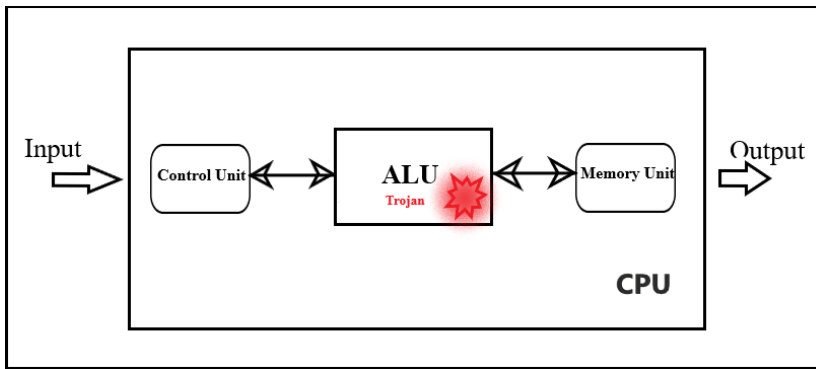 Input
Control Unit
ALU
Trojan
Memory Unit
Output
CPU